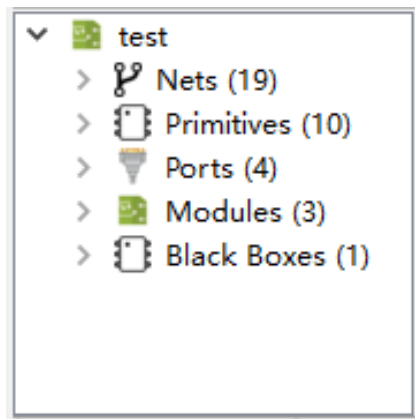 test
Nets (19)
Primitives (10)
Ports (4)
Modules (3)
Black Boxes (1)